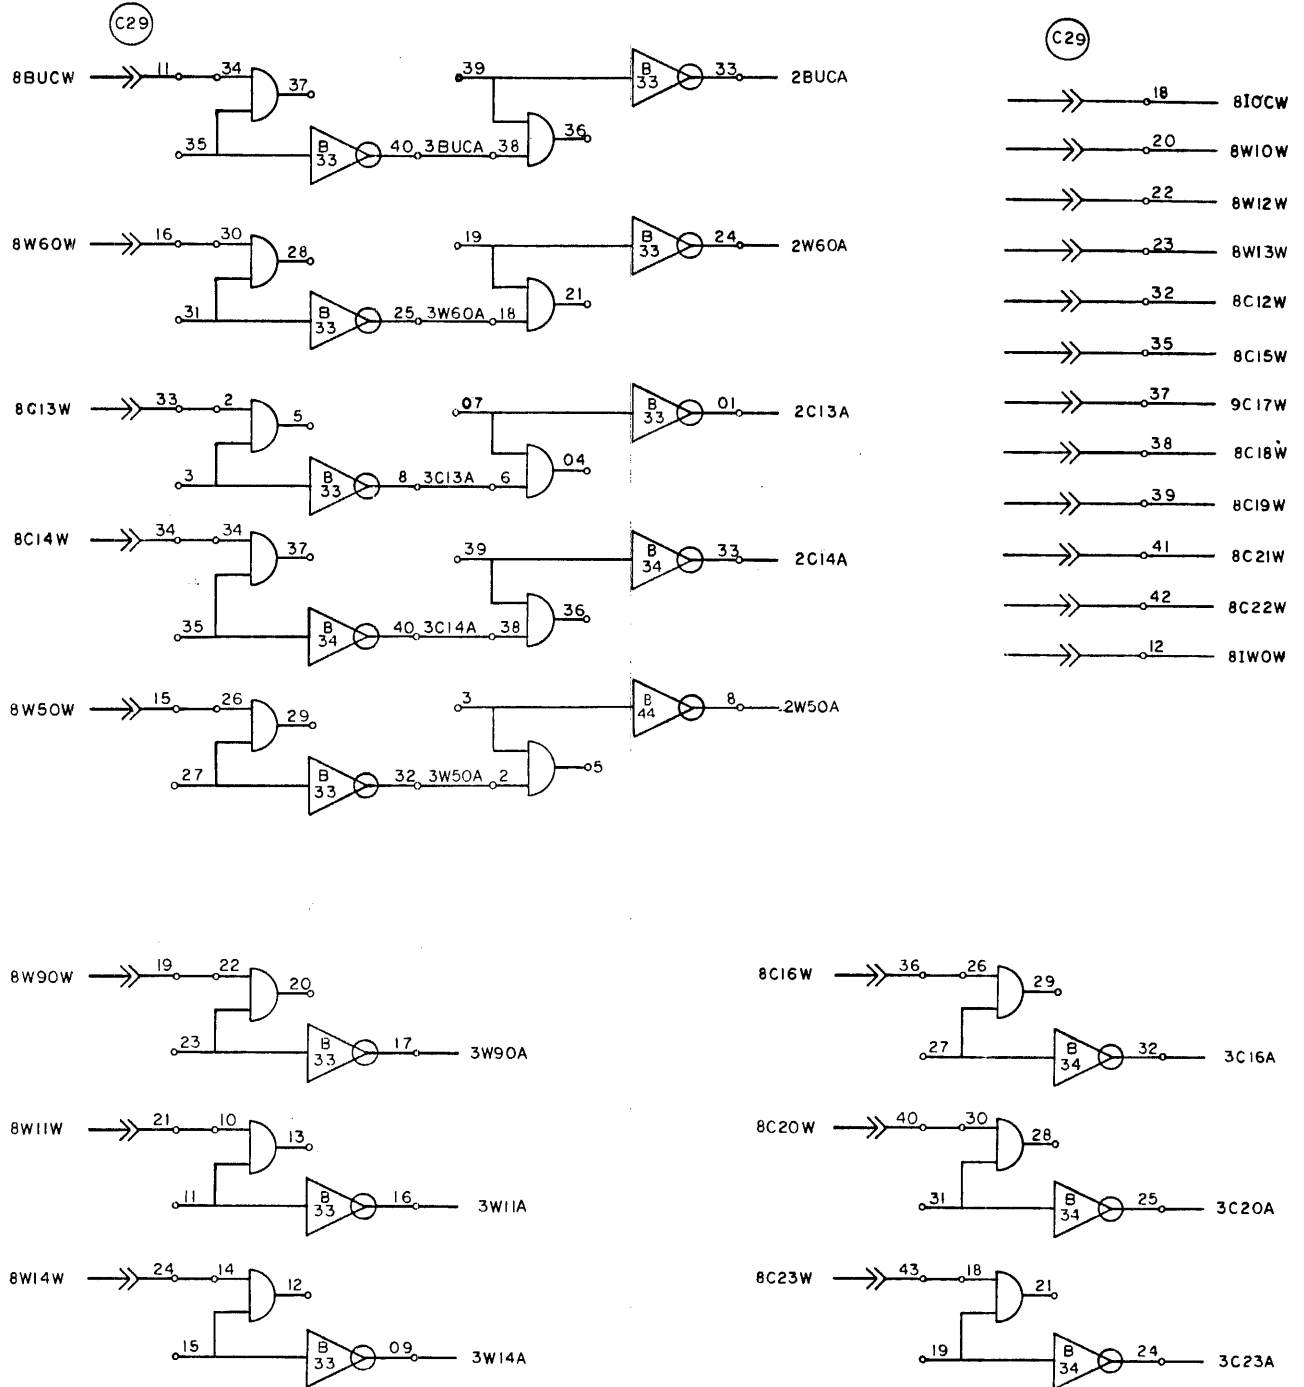 C29
8BUCW 11 34 37 39 B 33 33 2BUCA
35 B 33 40 3BUCA 38 36
8W60W 16 30 28 19 B 33 24 2W60A
31 B 33 25 3W60A 18 21
8C13W 33 2 5 07 B 33 01 2C13A
3 B 33 8 3C13A 6 04
8C14W 34 34 37 39 B 34 33 2C14A
35 B 34 40 3C14A 38 36
8W50W 15 26 29 3 B 44 8 2W50A
27 B 33 32 3W50A 2 5
C29
18 8I0CW
20 8W10W
22 8W12W
23 8W13W
32 8C12W
35 8C15W
37 9C17W
38 8C18W
39 8C19W
41 8C21W
42 8C22W
12 8IW0W
8W90W 19 22 20
23 B 33 17 3W90A
8W11W 21 10 13
11 B 33 16 3W11A
8W14W 24 14 12
15 B 33 09 3W14A
8C16W 36 26 29
27 B 34 32 3C16A
8C20W 40 30 28
31 B 34 25 3C20A
8C23W 43 18 21
19 B 34 24 3C23A